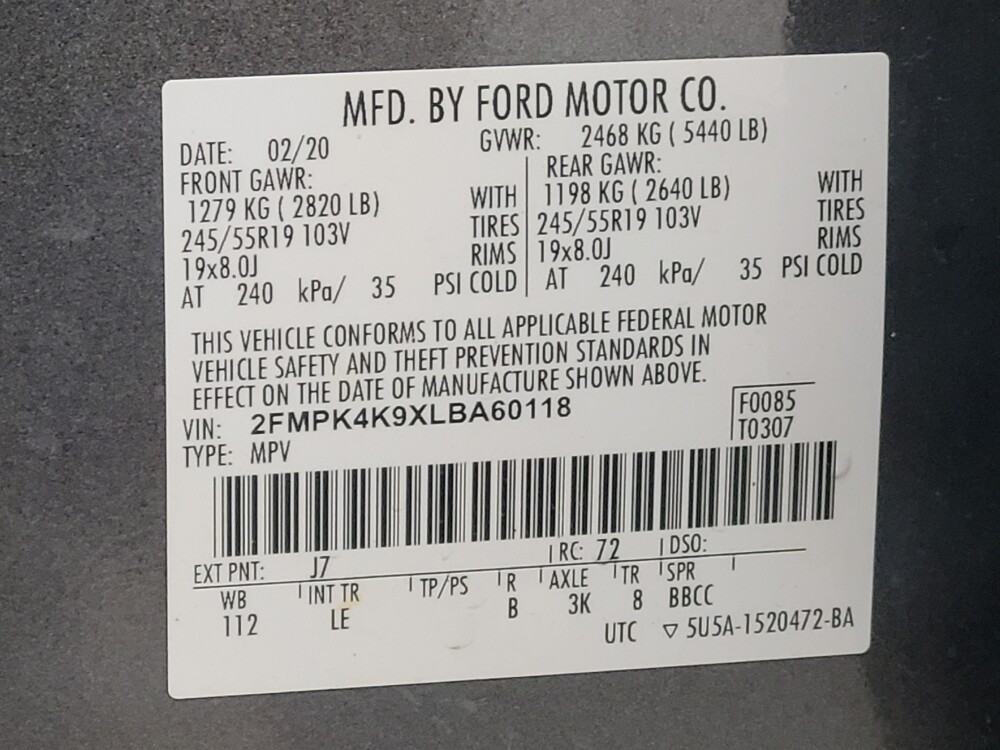 MFD. BY FORD MOTOR CO.
DATE: 02/20 GVWR: 2468 KG ( 5440 LB)
FRONT GAWR: REAR GAWR:
1279 KG ( 2820 LB) WITH 1198 KG ( 2640 LB) WITH
245/55R19 103V TIRES 245/55R19 103V TIRES
19x8.0J RIMS 19x8.0J RIMS
AT 240 kPa/ 35 PSI COLD AT 240 kPa/ 35 PSI COLD
THIS VEHICLE CONFORMS TO ALL APPLICABLE FEDERAL MOTOR
VEHICLE SAFETY AND THEFT PREVENTION STANDARDS IN
EFFECT ON THE DATE OF MANUFACTURE SHOWN ABOVE.
VIN: 2FMPK4K9XLBA60118 F0085
TYPE: MPV T0307
EXT PNT: J7 RC: 72 DSO:
WB INT TR TP/PS R AXLE TR SPR
112 LE B 3K 8 BBCC
UTC ▽ 5U5A-1520472-BA